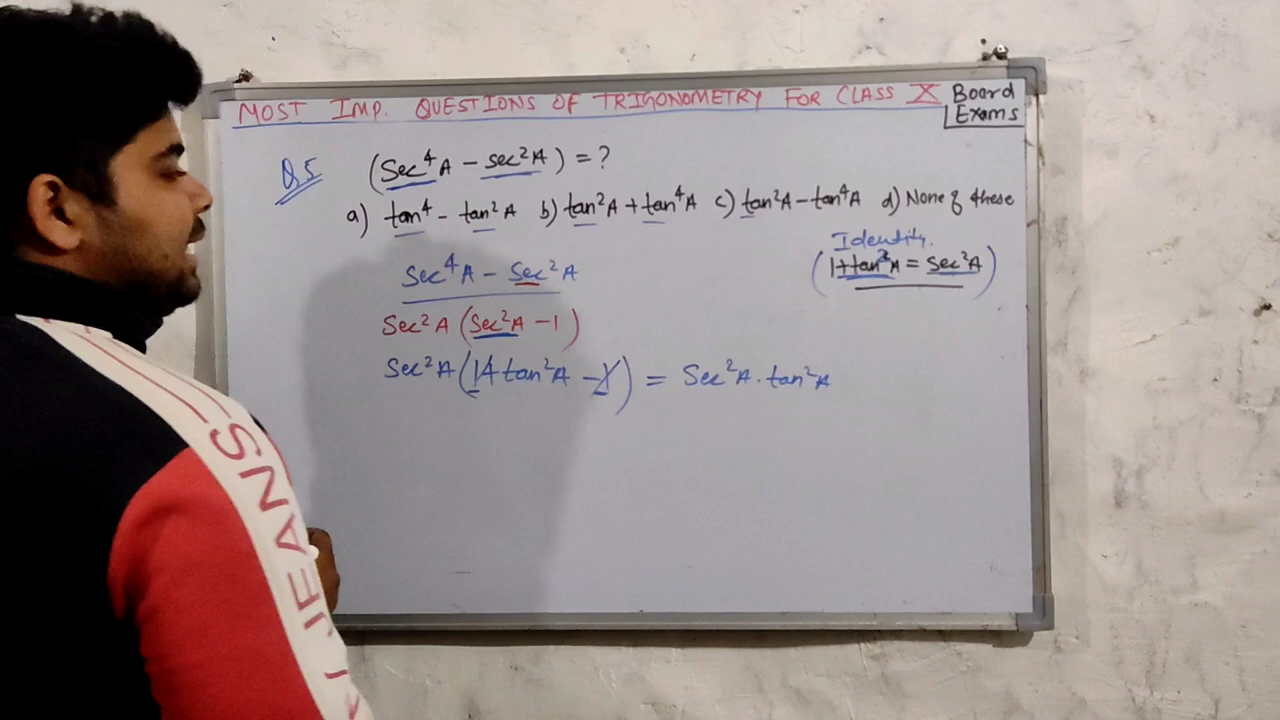 MOST IMP. QUESTIONS OF TRIGONOMETRY FOR CLASS X Board Exams
Q5 (Sec⁴A - sec²A) = ?
a) tan⁴ - tan²A b) tan²A + tan⁴A c) tan²A - tan⁴A d) None of these
Identity.
(1+tan²A = Sec²A)
Sec⁴A - Sec²A
Sec²A (Sec²A - 1)
Sec²A (1+tan²A - 1) = Sec²A . tan²A
JEANS